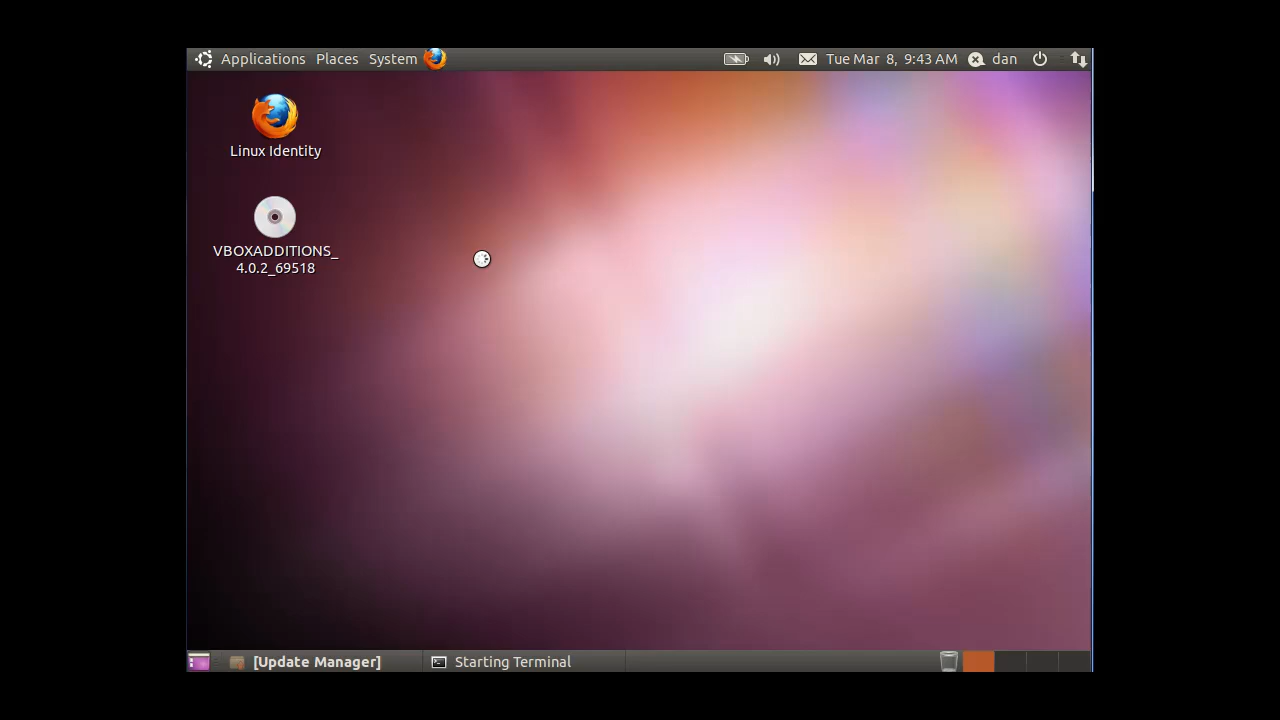 Applications Places System Tue Mar 8, 9:43 AM dan
Linux Identity
VBOXADDITIONS_
4.0.2_69518
[Update Manager] Starting Terminal